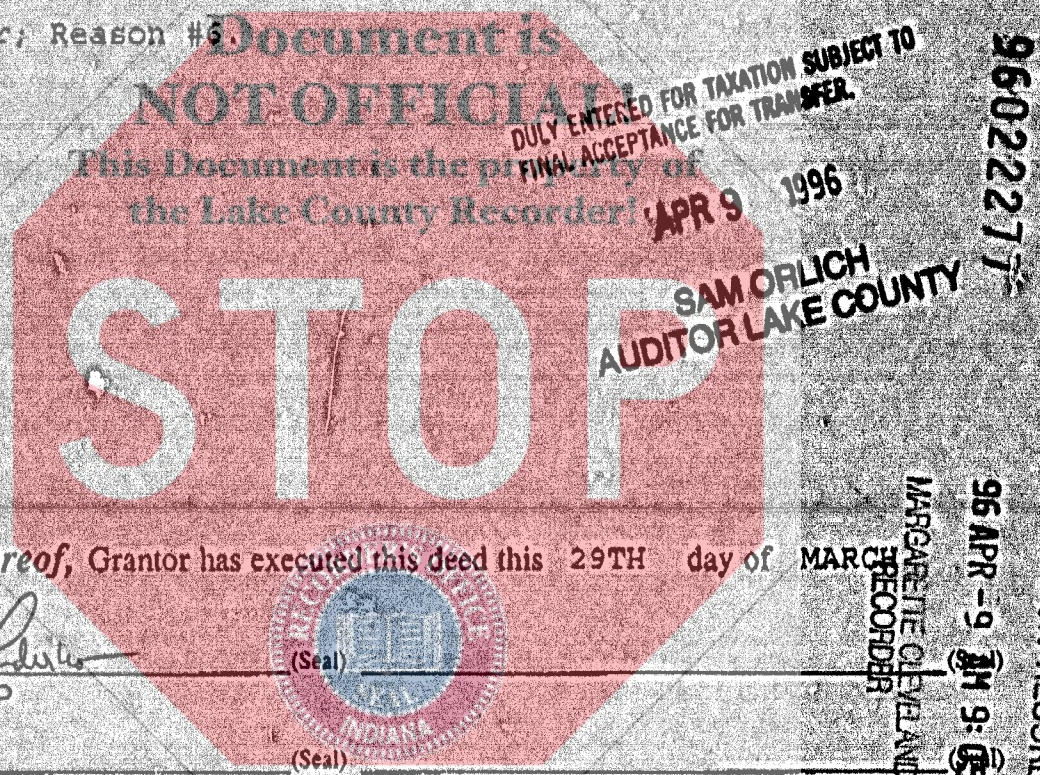 r; Reason #6.
Document is
NOT OFFICIAL!
This Document is the property of
the Lake County Recorder!
STOP
DULY ENTERED FOR TAXATION SUBJECT TO
FINAL ACCEPTANCE FOR TRANSFER.
APR 9 1996
SAM ORLICH
AUDITOR LAKE COUNTY
96022277
reof, Grantor has executed this deed this 29TH day of MARCH
(Seal)
(Seal)
RECORDER'S OFFICE
SEAL
INDIANA
96 APR -9 AM 9:
MARGARETTE CLEVELAND
RECORDER